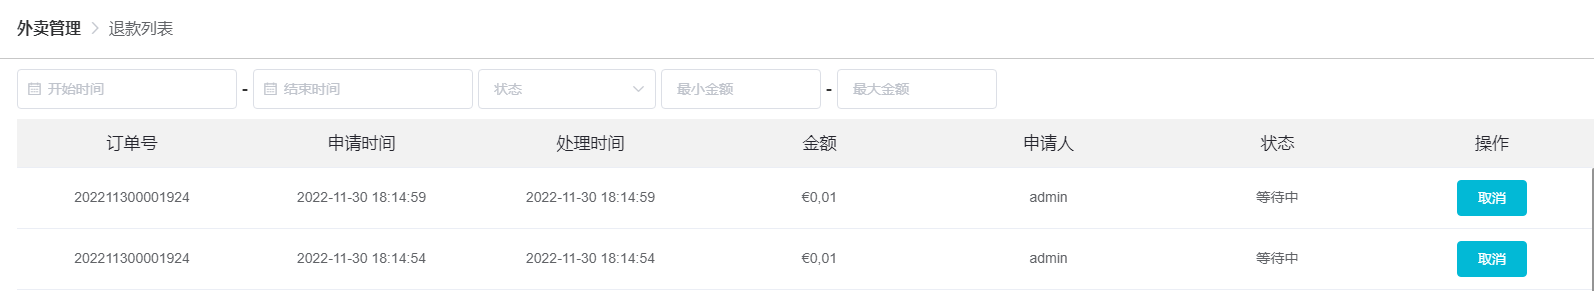 外卖管理 > 退款列表
开始时间 - 结束时间 状态 最小金额 - 最大金额
订单号 申请时间 处理时间 金额 申请人 状态 操作
202211300001924 2022-11-30 18:14:59 2022-11-30 18:14:59 €0,01 admin 等待中 取消
202211300001924 2022-11-30 18:14:54 2022-11-30 18:14:54 €0,01 admin 等待中 取消